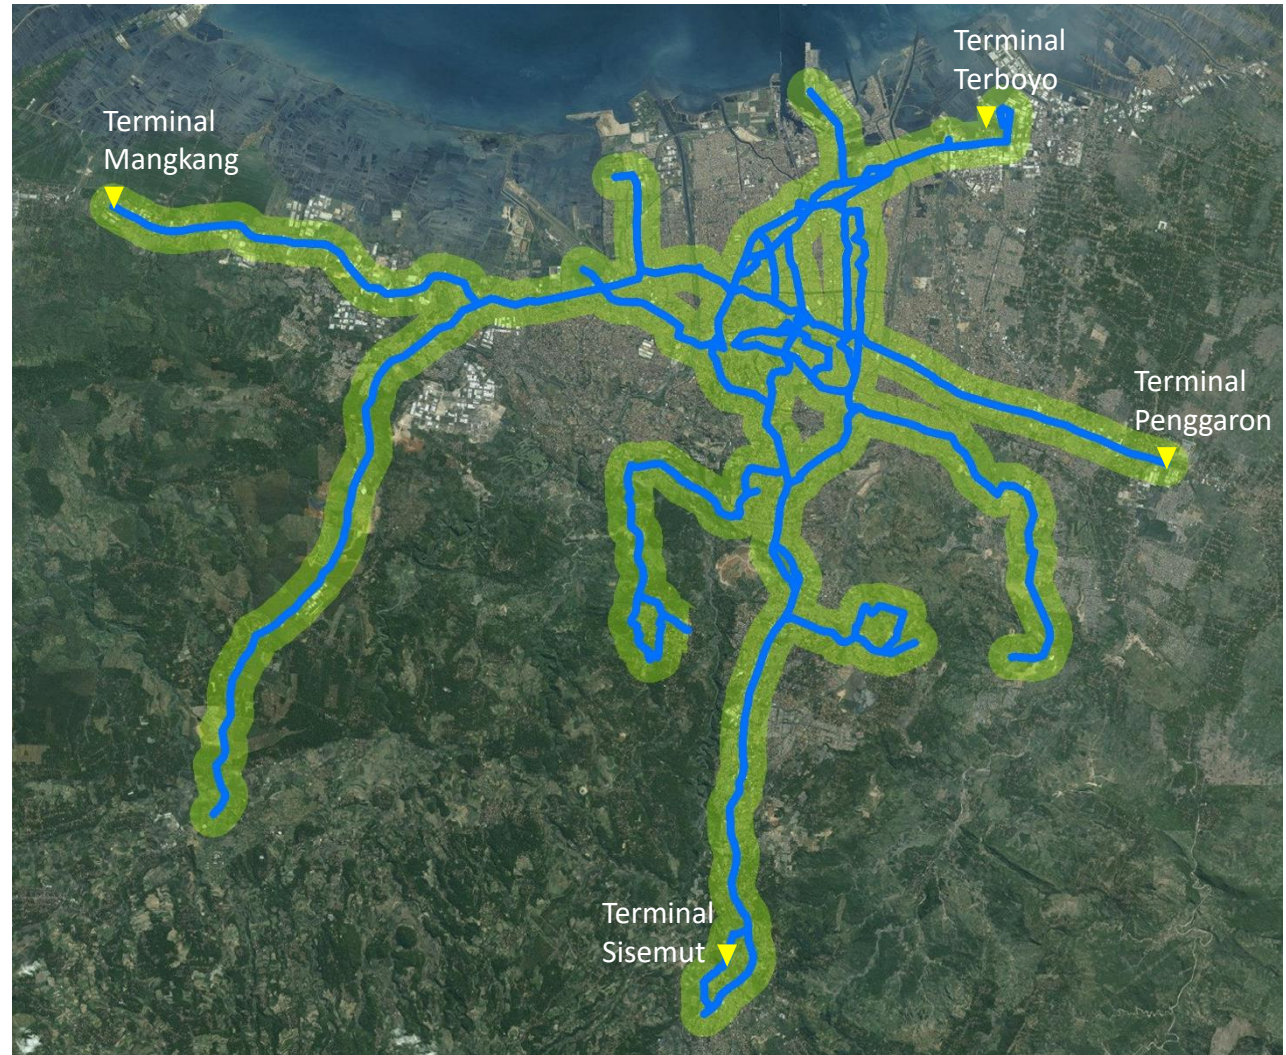 Terminal
Terboyo
Terminal
Mangkang
Terminal
Penggaron
Terminal
Sisemut